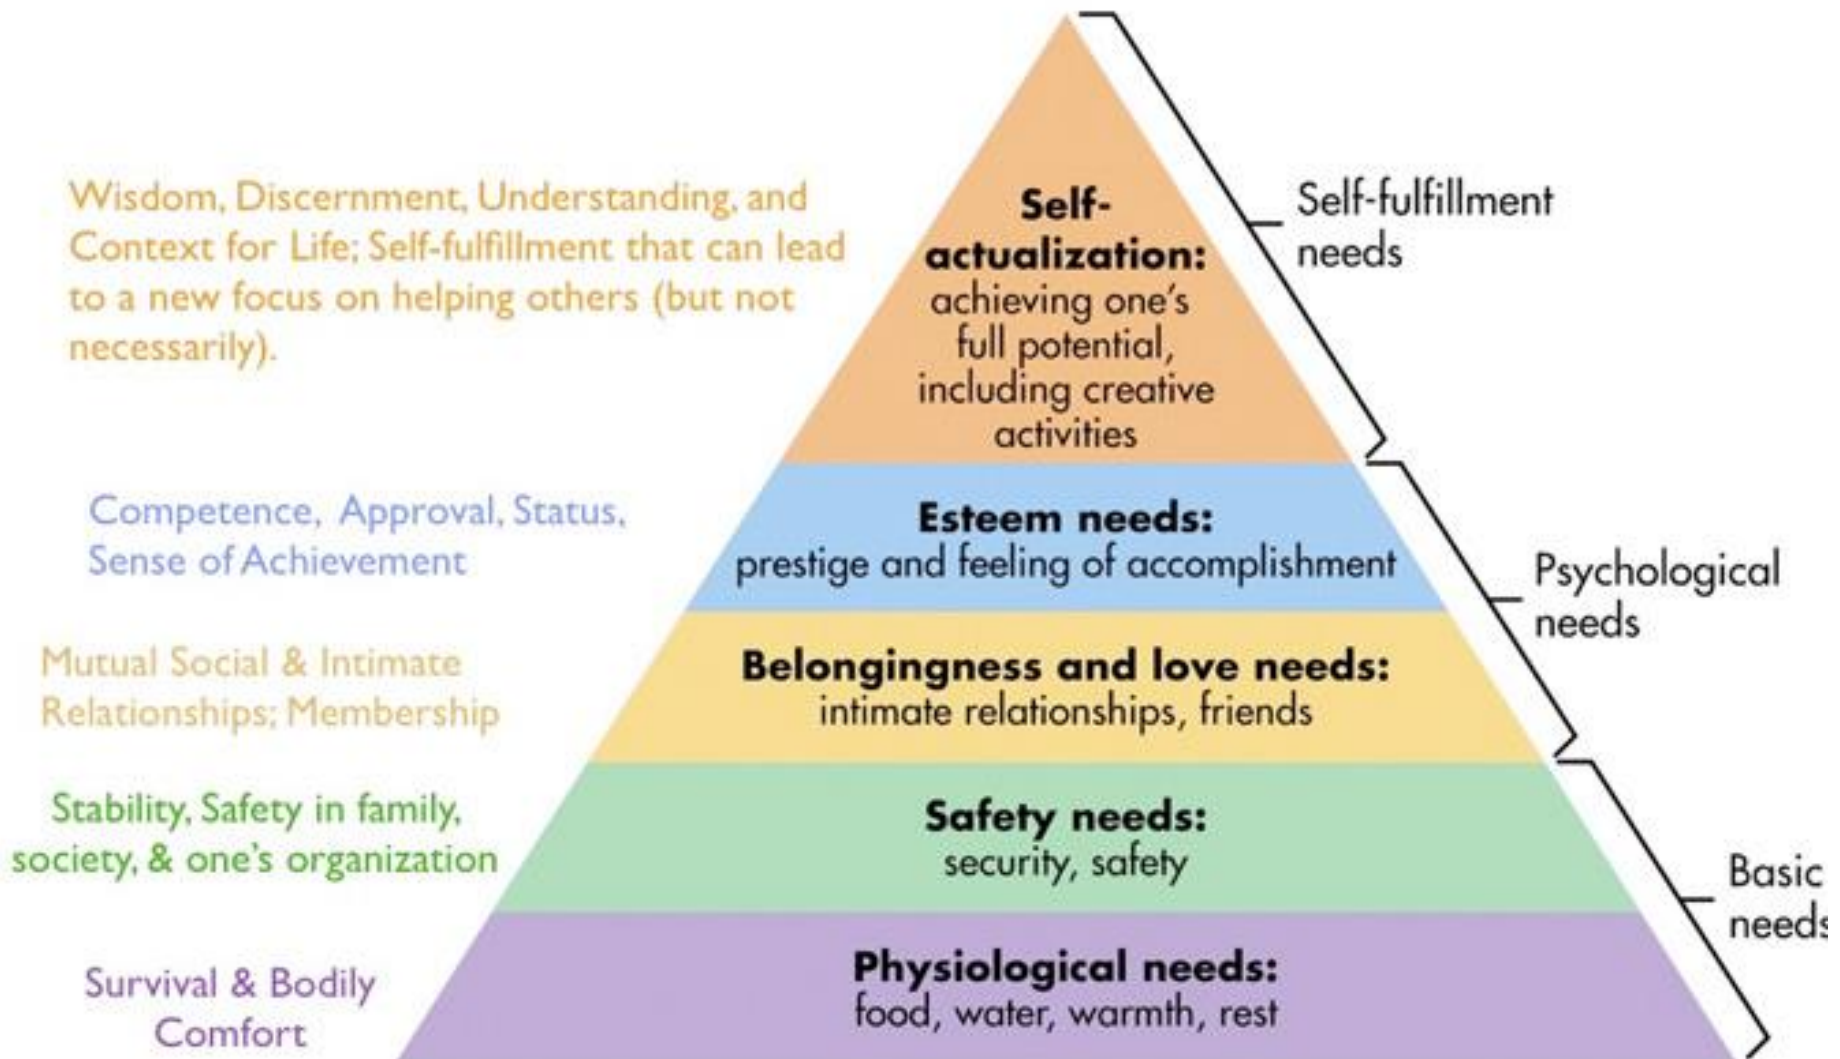 Wisdom, Discernment, Understanding, and
Context for Life; Self-fulfillment that can lead
to a new focus on helping others (but not
necessarily).
Self-
actualization:
achieving one's
full potential,
including creative
activities
Self-fulfillment
needs
Competence, Approval, Status,
Sense of Achievement
Esteem needs:
prestige and feeling of accomplishment
Psychological
needs
Mutual Social & Intimate
Relationships; Membership
Belongingness and love needs:
intimate relationships, friends
Stability, Safety in family,
society, & one's organization
Safety needs:
security, safety
Basic
needs
Survival & Bodily
Comfort
Physiological needs:
food, water, warmth, rest